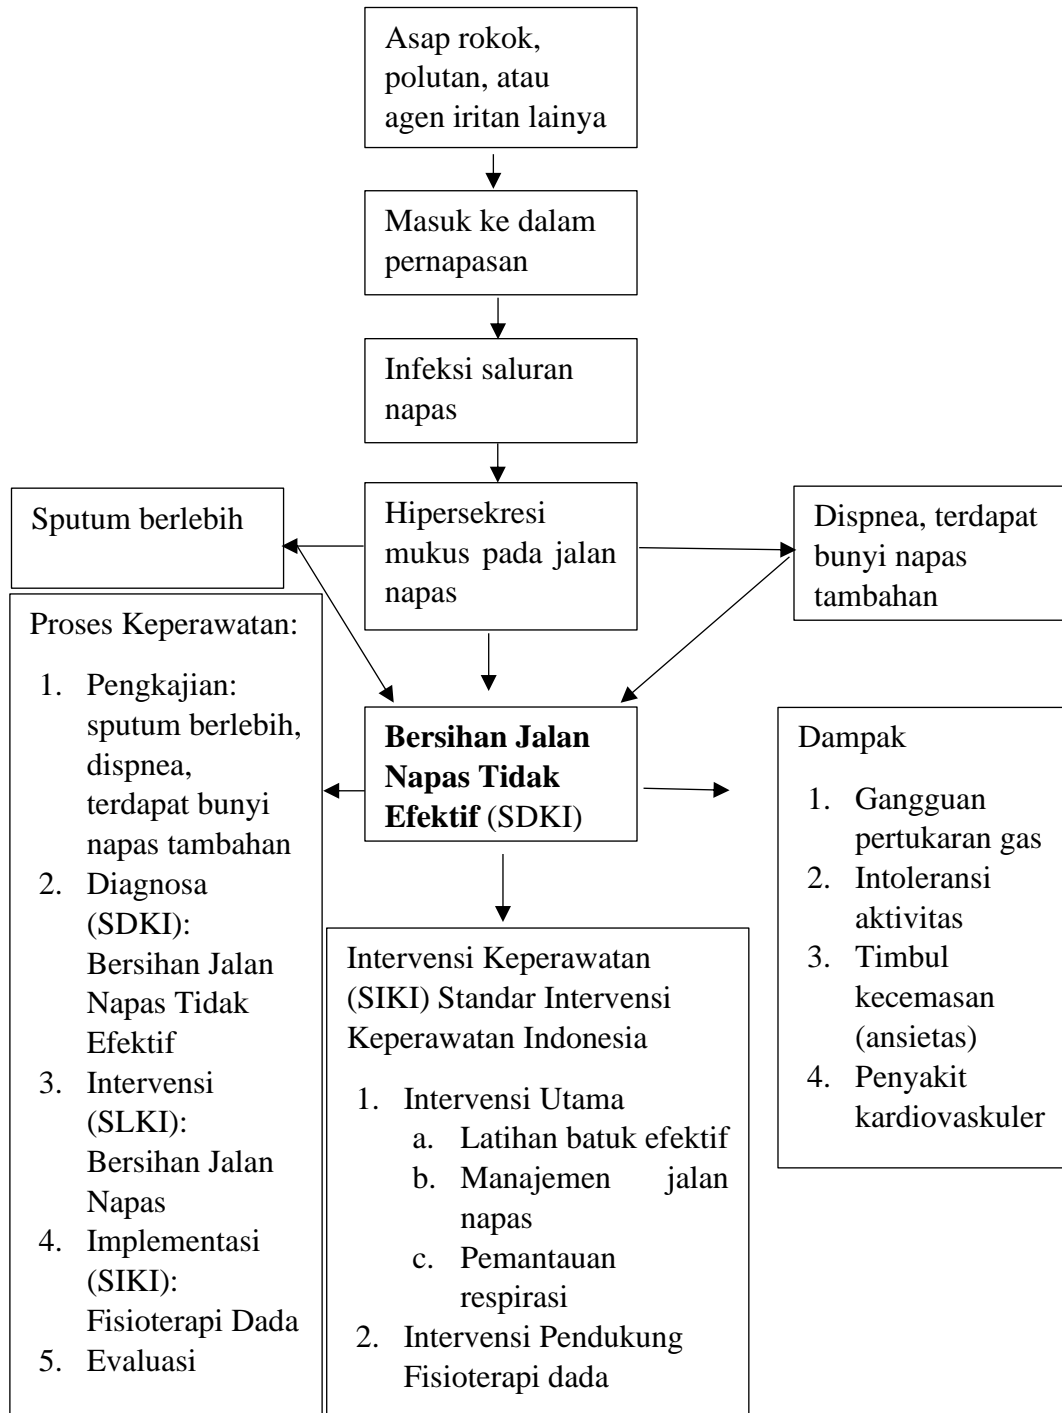 Asap rokok,
polutan, atau
agen iritan lainya
Masuk ke dalam
pernapasan
Infeksi saluran
napas
Sputum berlebih
Hipersekresi
mukus pada jalan
napas
Dispnea, terdapat
bunyi napas
tambahan
Proses Keperawatan:
1. Pengkajian:
sputum berlebih,
dispnea,
terdapat bunyi
napas tambahan
2. Diagnosa
(SDKI):
Bersihan Jalan
Napas Tidak
Efektif
3. Intervensi
(SLKI):
Bersihan Jalan
Napas
4. Implementasi
(SIKI):
Fisioterapi Dada
5. Evaluasi
Bersihan Jalan
Napas Tidak
Efektif (SDKI)
Dampak
1. Gangguan
pertukaran gas
2. Intoleransi
aktivitas
3. Timbul
kecemasan
(ansietas)
4. Penyakit
kardiovaskuler
Intervensi Keperawatan
(SIKI) Standar Intervensi
Keperawatan Indonesia
1. Intervensi Utama
a. Latihan batuk efektif
b. Manajemen jalan
napas
c. Pemantauan
respirasi
2. Intervensi Pendukung
Fisioterapi dada